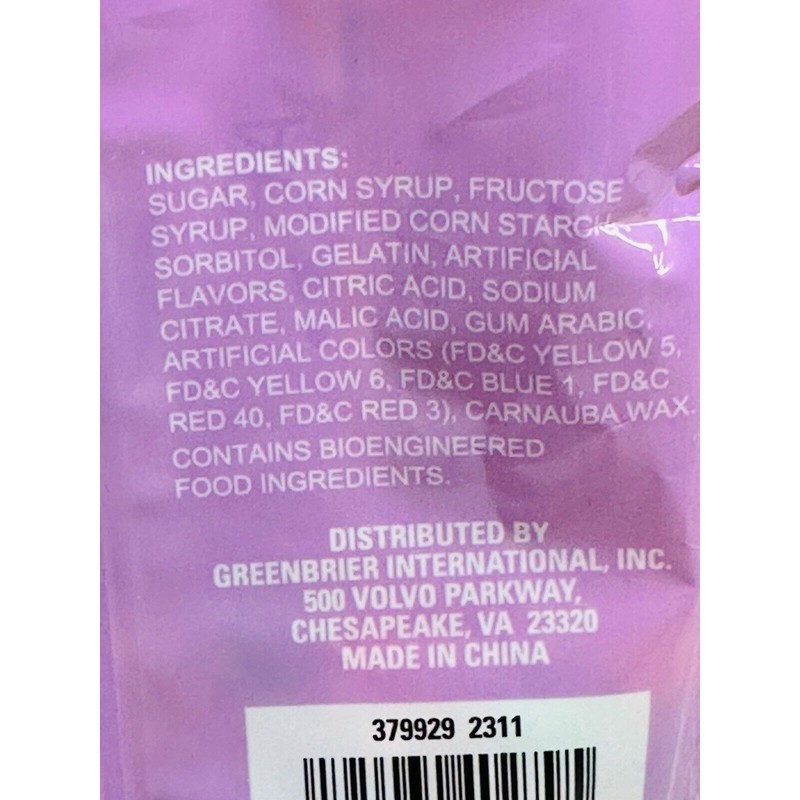 INGREDIENTS:
SUGAR, CORN SYRUP, FRUCTOSE
SYRUP, MODIFIED CORN STARCH,
SORBITOL, GELATIN, ARTIFICIAL
FLAVORS, CITRIC ACID, SODIUM
CITRATE, MALIC ACID, GUM ARABIC,
ARTIFICIAL COLORS (FD&C YELLOW 5,
FD&C YELLOW 6, FD&C BLUE 1, FD&C
RED 40, FD&C RED 3), CARNAUBA WAX.
CONTAINS BIOENGINEERED
FOOD INGREDIENTS.
DISTRIBUTED BY
GREENBRIER INTERNATIONAL, INC.
500 VOLVO PARKWAY,
CHESAPEAKE, VA 23320
MADE IN CHINA
379929 2311